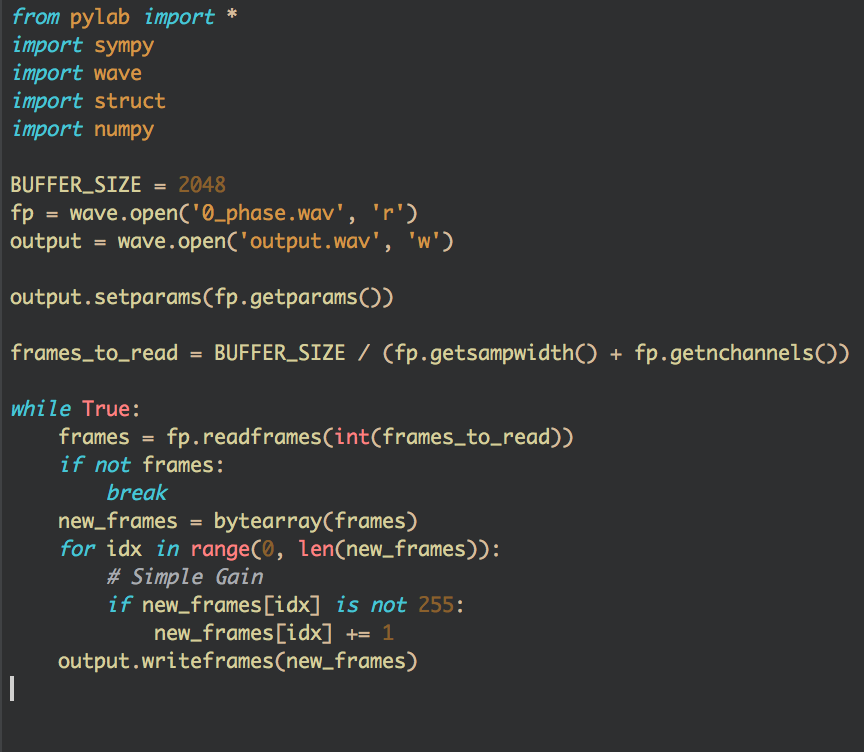 from pylab import *
import sympy
import wave
import struct
import numpy

BUFFER_SIZE = 2048
fp = wave.open('0_phase.wav', 'r')
output = wave.open('output.wav', 'w')

output.setparams(fp.getparams())

frames_to_read = BUFFER_SIZE / (fp.getsampwidth() + fp.getnchannels())

while True:
    frames = fp.readframes(int(frames_to_read))
    if not frames:
        break
    new_frames = bytearray(frames)
    for idx in range(0, len(new_frames)):
        # Simple Gain
        if new_frames[idx] is not 255:
            new_frames[idx] += 1
    output.writeframes(new_frames)